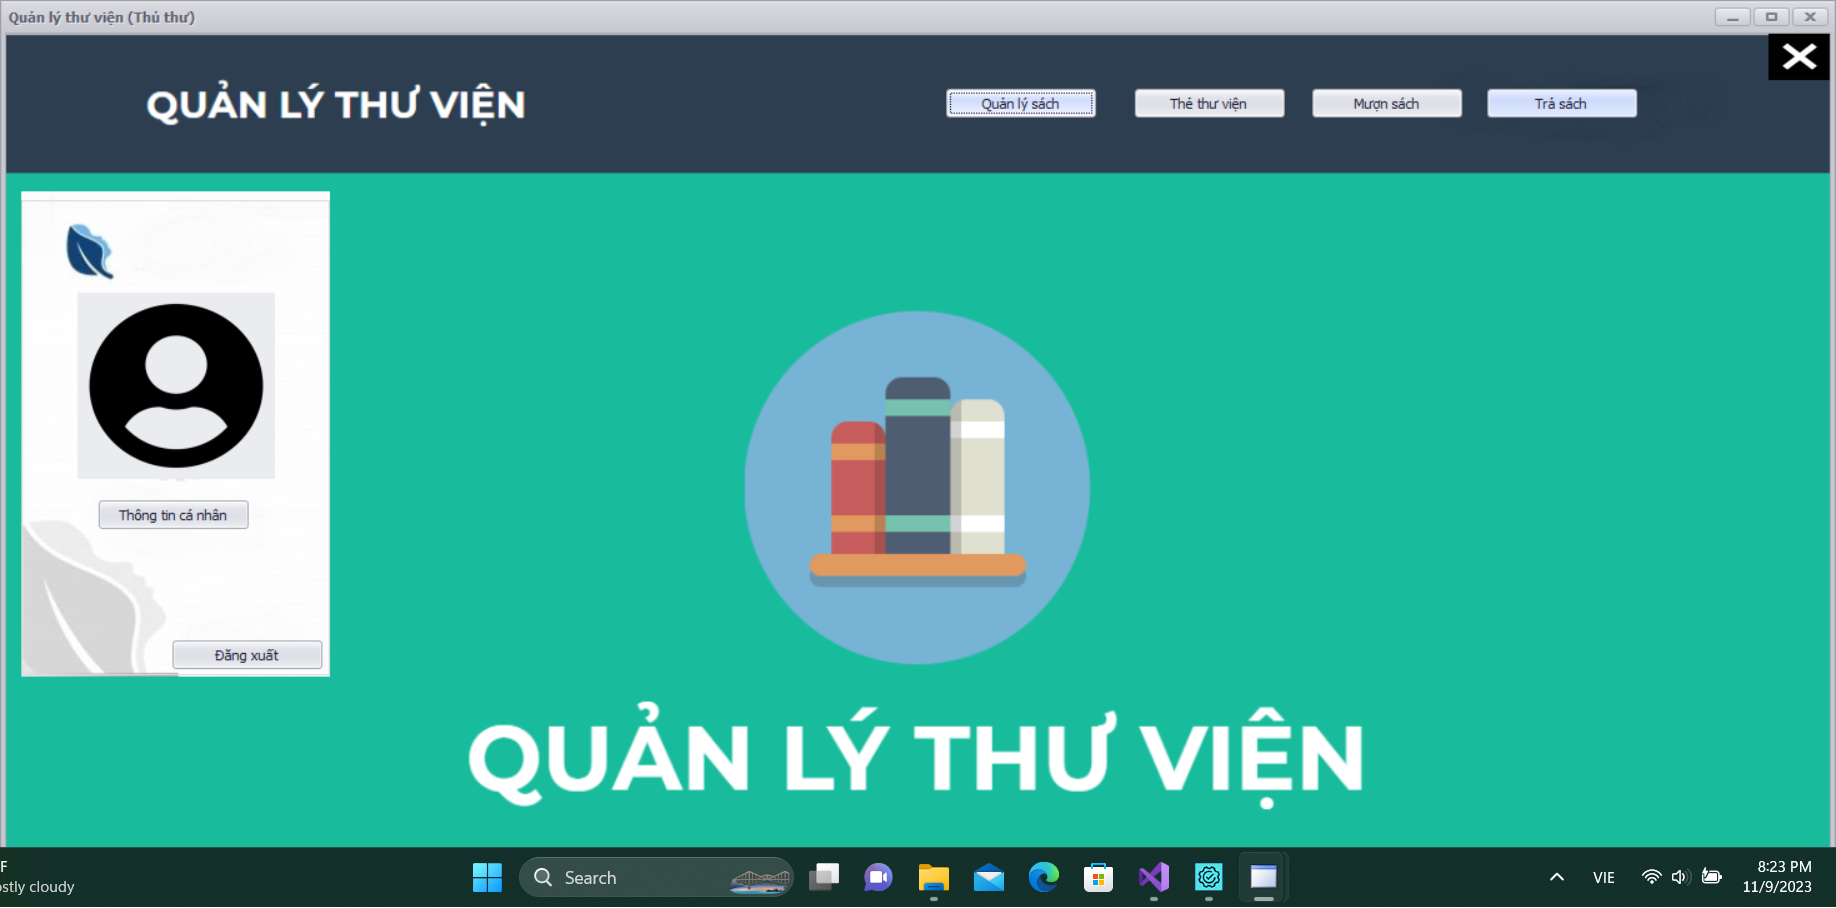 Quản lý thư viện (Thủ thư)
QUẢN LÝ THƯ VIỆN
Quản lý sách
Thẻ thư viện
Mượn sách
Trả sách
Thông tin cá nhân
Đăng xuất
QUẢN LÝ THƯ VIỆN
F
ostly cloudy
Search
VIE
8:23 PM
11/9/2023